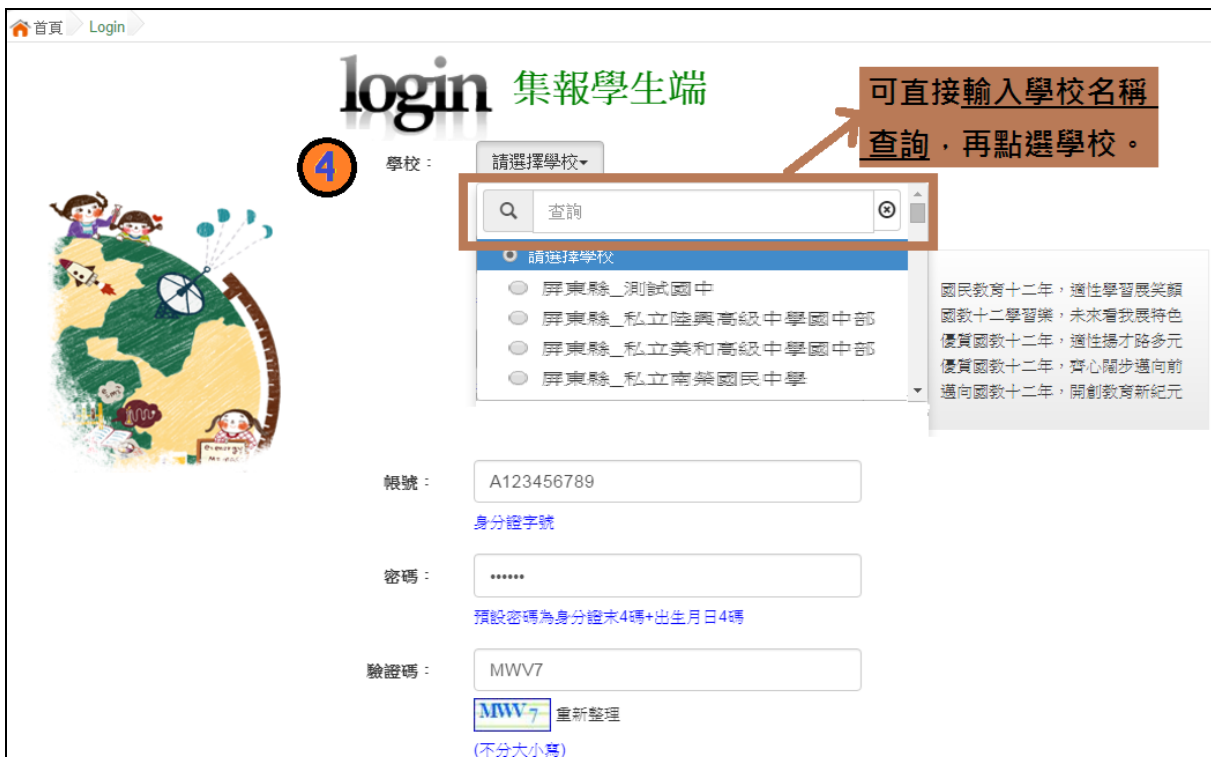 首頁 Login
login 集報學生端
可直接輸入學校名稱
查詢，再點選學校。
4
學校： 請選擇學校
查詢
請選擇學校
屏東縣_測試國中
屏東縣_私立陸興高級中學國中部
屏東縣_私立美和高級中學國中部
屏東縣_私立南榮國民中學
國民教育十二年，適性學習展笑顏
國教十二學習樂，未來看我展特色
優質國教十二年，適性揚才路多元
優質國教十二年，齊心闊步邁向前
邁向國教十二年，開創教育新紀元
帳號： A123456789
身分證字號
密碼： ••••••
預設密碼為身分證末4碼+出生月日4碼
驗證碼： MWV7
MWV7 重新整理
(不分大小寫)